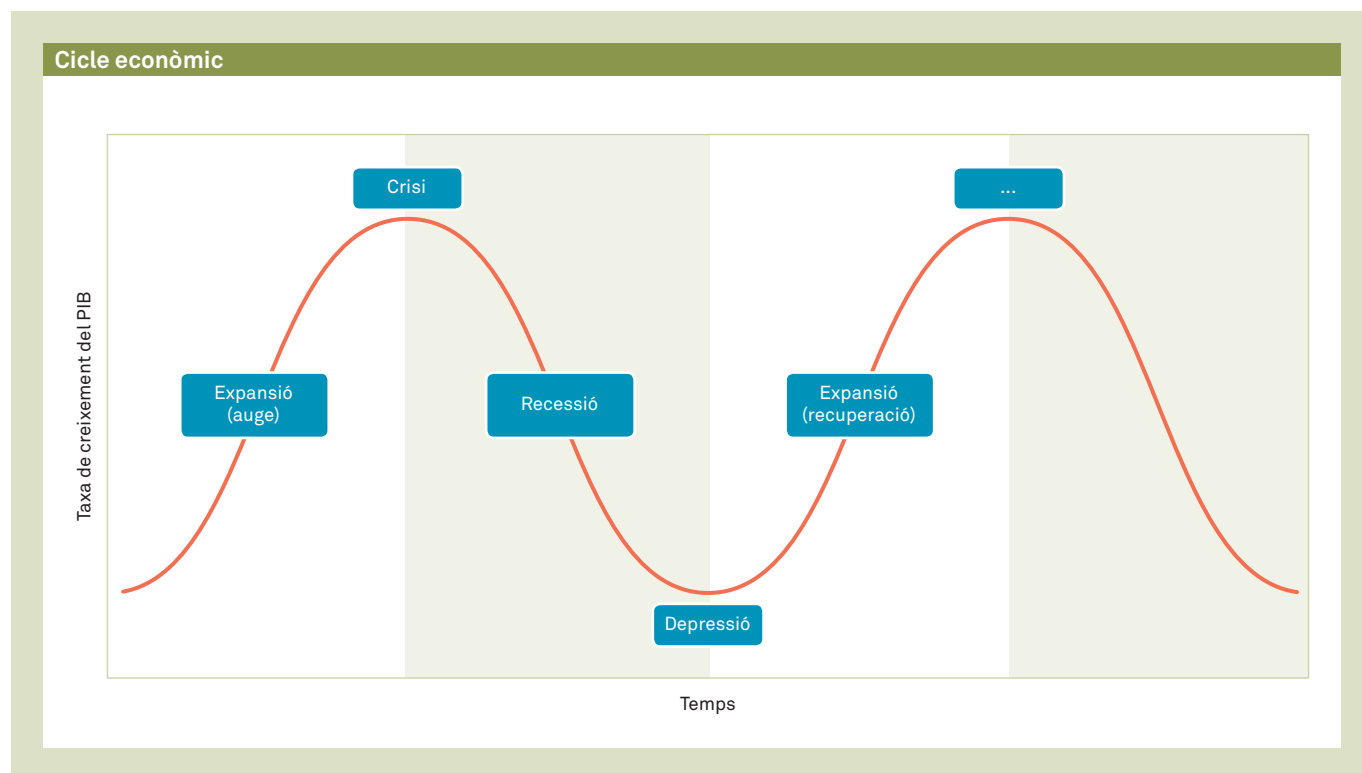 Cicle econòmic
Crisi
...
Taxa de creixement del PIB
Expansió
(auge)
Recessió
Expansió
(recuperació)
Depressió
Temps